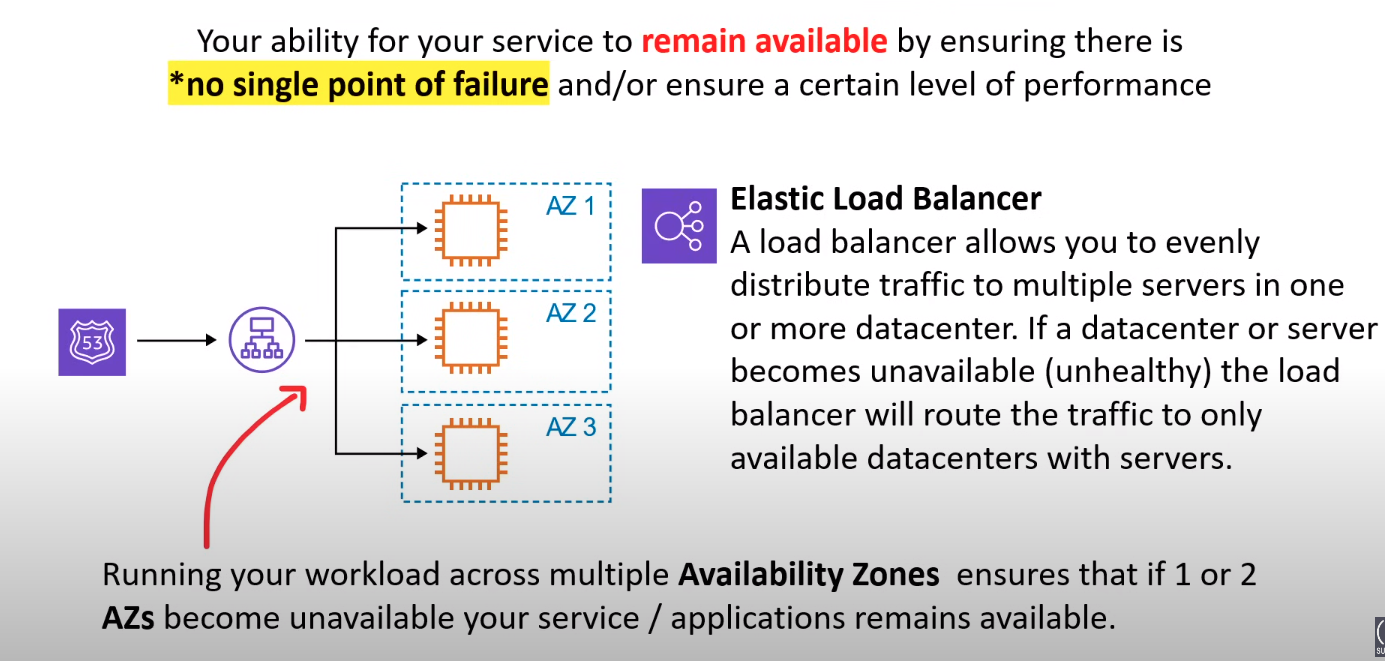 Your ability for your service to remain available by ensuring there is
*no single point of failure and/or ensure a certain level of performance
AZ 1
AZ 2
AZ 3
53
Elastic Load Balancer
A load balancer allows you to evenly
distribute traffic to multiple servers in one
or more datacenter. If a datacenter or server
becomes unavailable (unhealthy) the load
balancer will route the traffic to only
available datacenters with servers.
Running your workload across multiple Availability Zones ensures that if 1 or 2
AZs become unavailable your service / applications remains available.